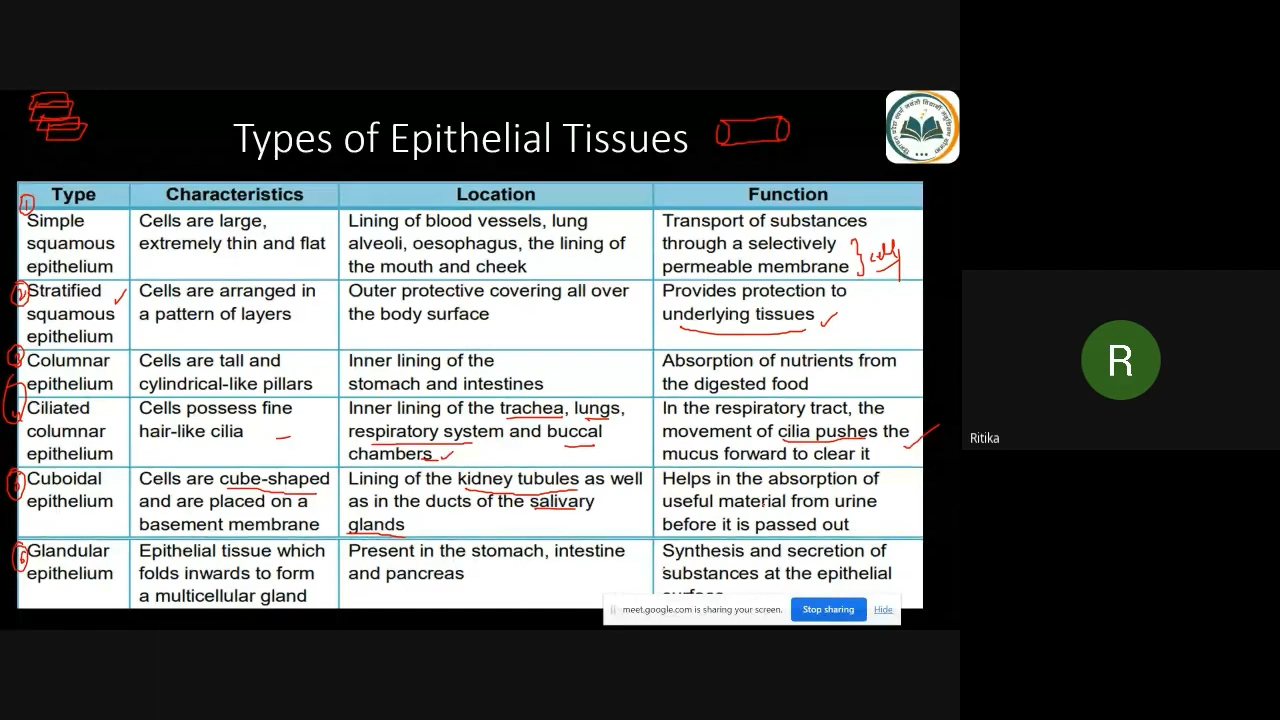 Types of Epithelial Tissues
Type Characteristics Location Function
1
Simple squamous epithelium
Cells are large, extremely thin and flat
Lining of blood vessels, lung alveoli, oesophagus, the lining of the mouth and cheek
Transport of substances through a selectively permeable membrane
Stratified squamous epithelium
Cells are arranged in a pattern of layers
Outer protective covering all over the body surface
Provides protection to underlying tissues
Columnar epithelium
Cells are tall and cylindrical-like pillars
Inner lining of the stomach and intestines
Absorption of nutrients from the digested food
Ciliated columnar epithelium
Cells possess fine hair-like cilia
Inner lining of the trachea, lungs, respiratory system and buccal chambers
In the respiratory tract, the movement of cilia pushes the mucus forward to clear it
Cuboidal epithelium
Cells are cube-shaped and are placed on a basement membrane
Lining of the kidney tubules as well as in the ducts of the salivary glands
Helps in the absorption of useful material from urine before it is passed out
Glandular epithelium
Epithelial tissue which folds inwards to form a multicellular gland
Present in the stomach, intestine and pancreas
Synthesis and secretion of substances at the epithelial
meet.google.com is sharing your screen. Stop sharing Hide
R
Ritika